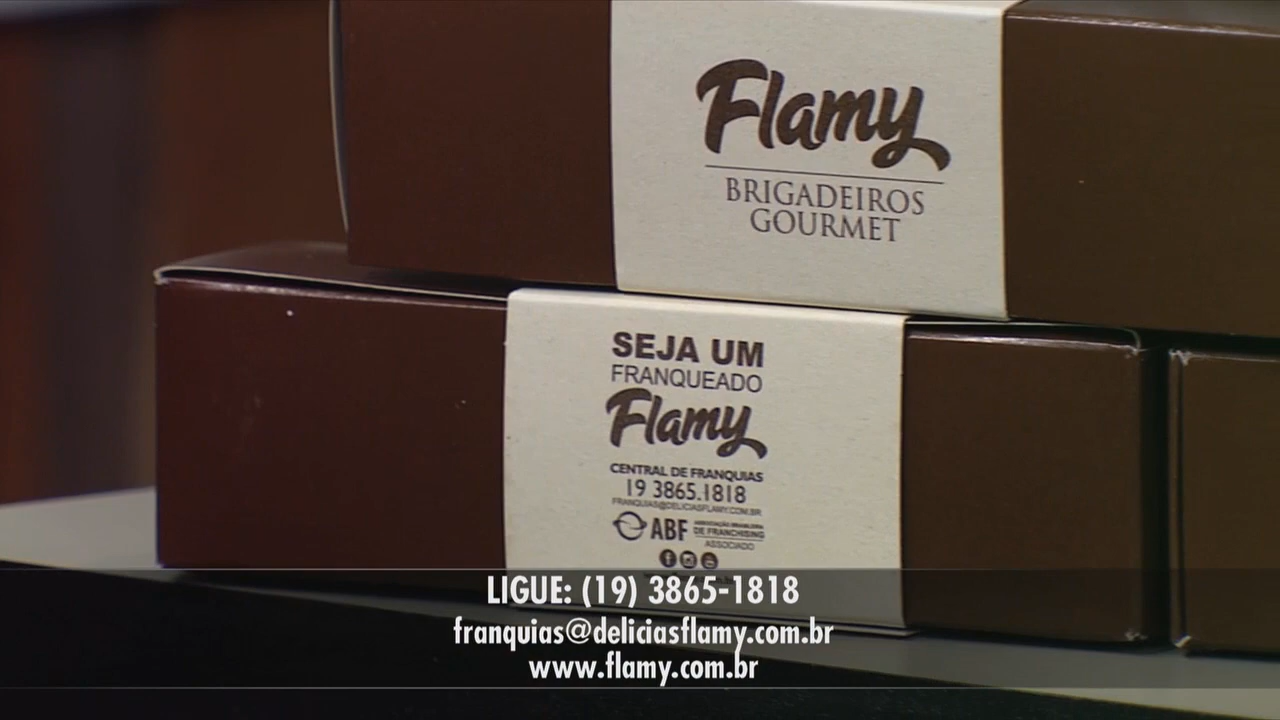 Flamy
BRIGADEIROS
GOURMET
SEJA UM
FRANQUEADO
Flamy
CENTRAL DE FRANQUIAS
19 3865.1818
FRANQUIAS@DELICIASFLAMY.COM.BR
ABF
ASSOCIAÇÃO BRASILEIRA
DE FRANCHISING
ASSOCIADO
LIGUE: (19) 3865-1818
franquias@deliciasflamy.com.br
www.flamy.com.br